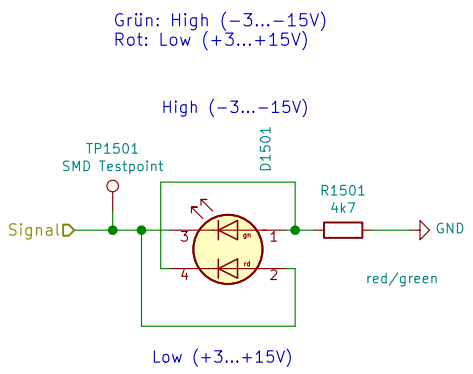 Grün: High (−3...−15V)
Rot: Low (+3...+15V)
High (−3...−15V)
TP1501
SMD Testpoint
D1501
R1501
4k7
Signal
3
gn
1
GND
4
rd
2
red/green
Low (+3...+15V)